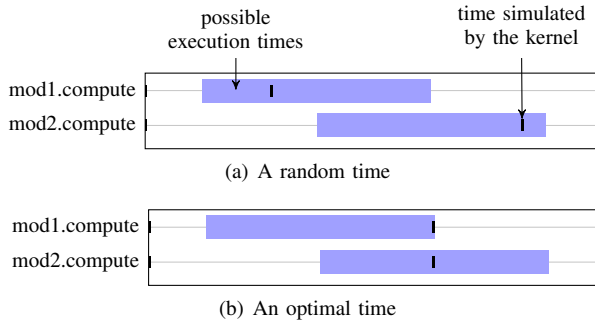 possible
execution times
time simulated
by the kernel
mod1.compute
mod2.compute
(a) A random time
mod1.compute
mod2.compute
(b) An optimal time